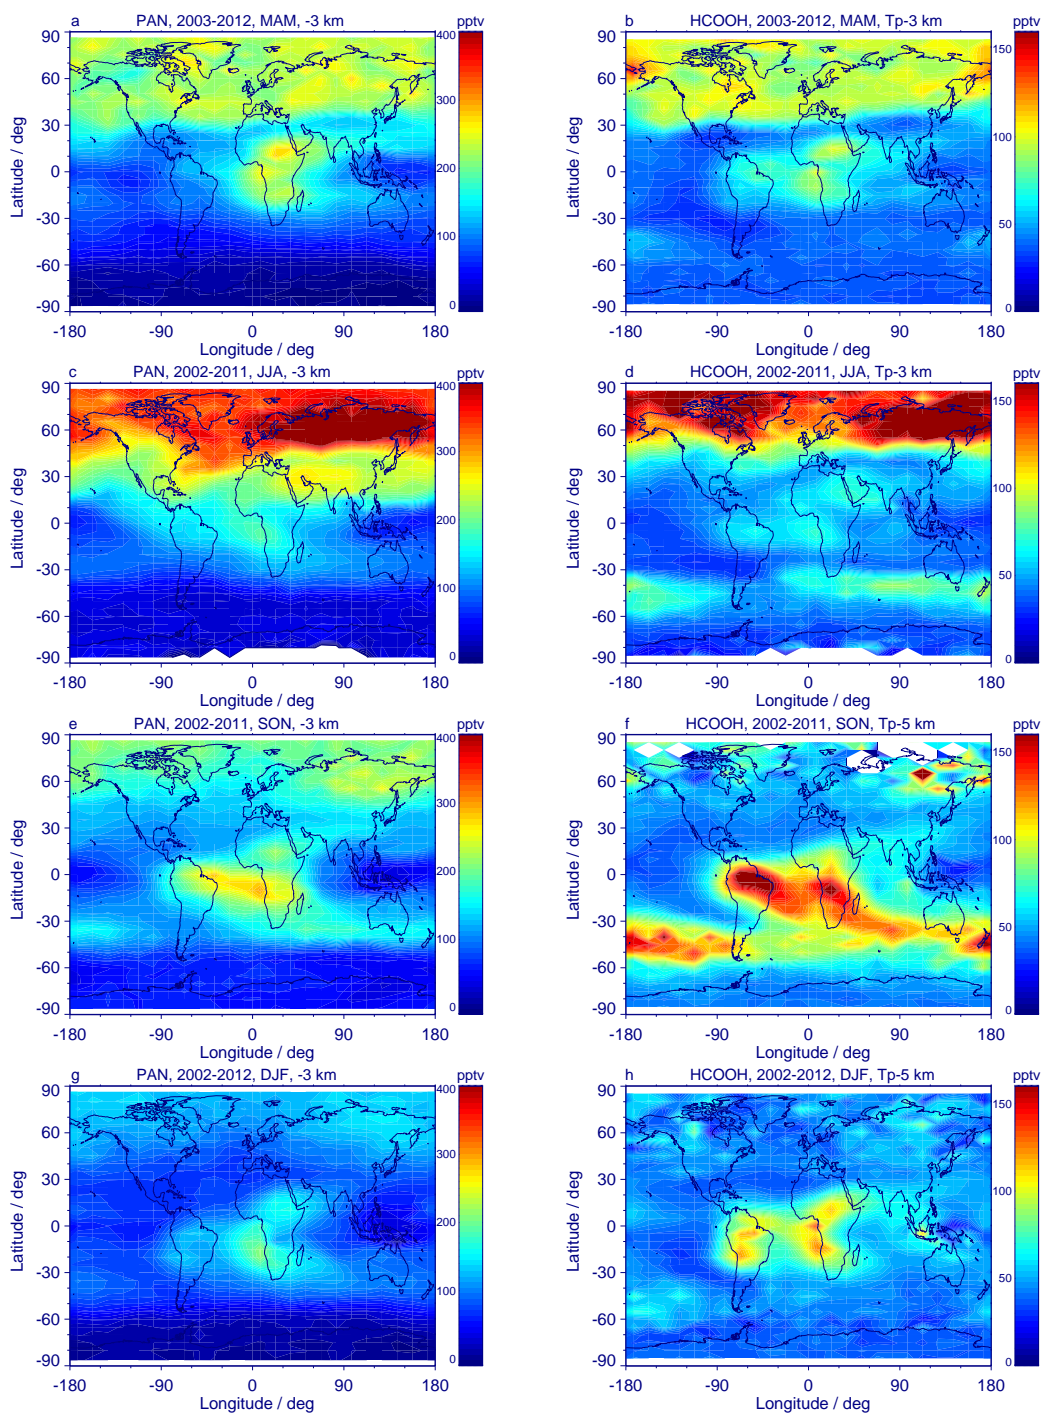 a PAN, 2003-2012, MAM, -3 km pptv
90
60
30
0
-30
-60
-90
Latitude / deg
400
300
200
100
0
-180 -90 0 90 180
Longitude / deg
b HCOOH, 2003-2012, MAM, Tp-3 km pptv
90
60
30
0
-30
-60
-90
Latitude / deg
150
100
50
0
-180 -90 0 90 180
Longitude / deg
c PAN, 2002-2011, JJA, -3 km pptv
90
60
30
0
-30
-60
-90
Latitude / deg
400
300
200
100
0
-180 -90 0 90 180
Longitude / deg
d HCOOH, 2002-2011, JJA, Tp-3 km pptv
90
60
30
0
-30
-60
-90
Latitude / deg
150
100
50
0
-180 -90 0 90 180
Longitude / deg
e PAN, 2002-2011, SON, -3 km pptv
90
60
30
0
-30
-60
-90
Latitude / deg
400
300
200
100
0
-180 -90 0 90 180
Longitude / deg
f HCOOH, 2002-2011, SON, Tp-5 km pptv
90
60
30
0
-30
-60
-90
Latitude / deg
150
100
50
0
-180 -90 0 90 180
Longitude / deg
g PAN, 2002-2012, DJF, -3 km pptv
90
60
30
0
-30
-60
-90
Latitude / deg
400
300
200
100
0
-180 -90 0 90 180
Longitude / deg
h HCOOH, 2002-2012, DJF, Tp-5 km pptv
90
60
30
0
-30
-60
-90
Latitude / deg
150
100
50
0
-180 -90 0 90 180
Longitude / deg